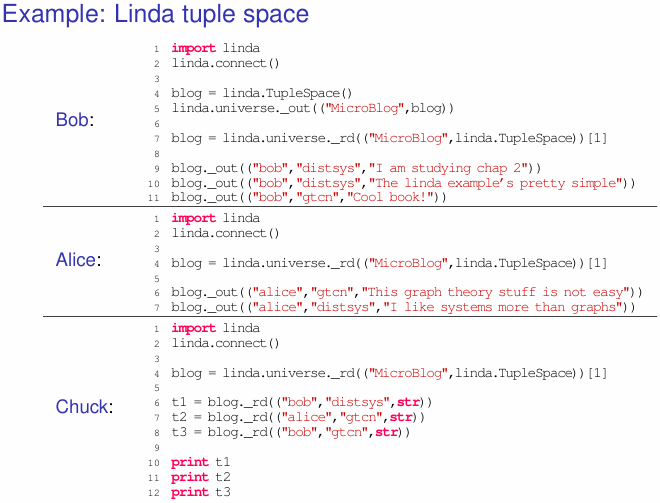 Example: Linda tuple space
Bob:
1 import linda
2 linda.connect()
3
4 blog = linda.TupleSpace()
5 linda.universe._out(("MicroBlog",blog))
6
7 blog = linda.universe._rd(("MicroBlog",linda.TupleSpace))[1]
8
9 blog._out(("bob","distsys","I am studying chap 2"))
10 blog._out(("bob","distsys","The linda example's pretty simple"))
11 blog._out(("bob","gtcn","Cool book!"))
Alice:
1 import linda
2 linda.connect()
3
4 blog = linda.universe._rd(("MicroBlog",linda.TupleSpace))[1]
5
6 blog._out(("alice","gtcn","This graph theory stuff is not easy"))
7 blog._out(("alice","distsys","I like systems more than graphs"))
Chuck:
1 import linda
2 linda.connect()
3
4 blog = linda.universe._rd(("MicroBlog",linda.TupleSpace))[1]
5
6 t1 = blog._rd(("bob","distsys",str))
7 t2 = blog._rd(("alice","gtcn",str))
8 t3 = blog._rd(("bob","gtcn",str))
9
10 print t1
11 print t2
12 print t3